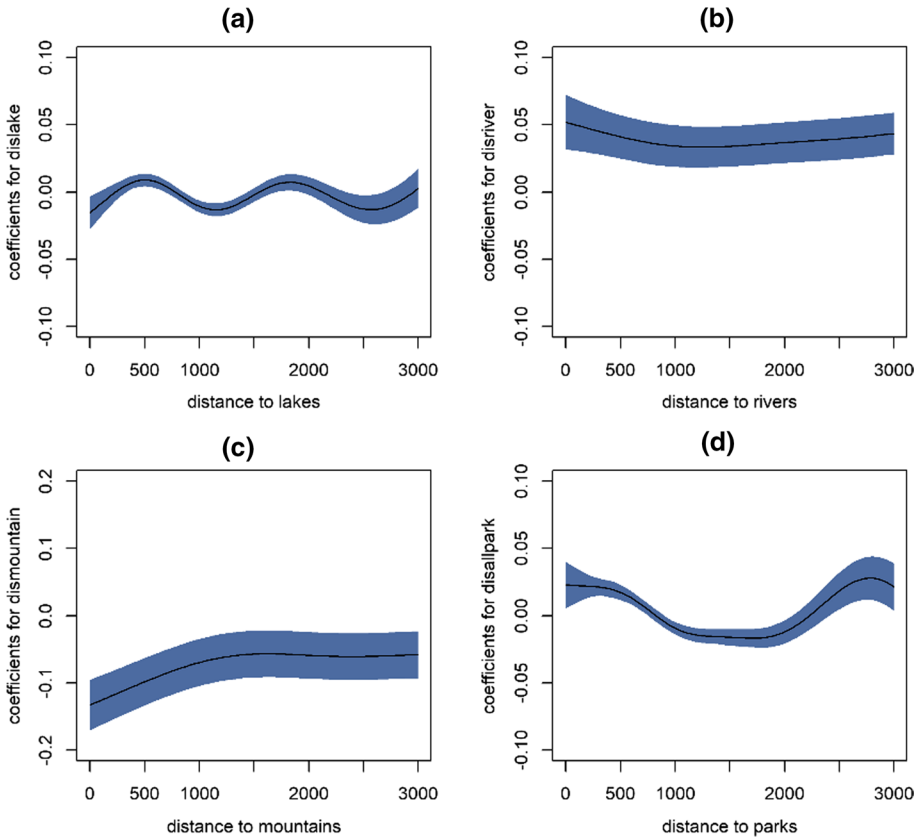 (a)
coefficients for dislake
0.10
0.05
0.00
-0.05
-0.10
0 500 1000 2000 3000
distance to lakes
(b)
coefficients for disriver
0.10
0.05
0.00
-0.05
-0.10
0 500 1000 2000 3000
distance to rivers
(c)
coefficients for dismountain
0.2
0.1
0.0
-0.1
-0.2
0 500 1000 2000 3000
distance to mountains
(d)
coefficients for disallpark
0.10
0.05
0.00
-0.05
-0.10
0 500 1000 2000 3000
distance to parks